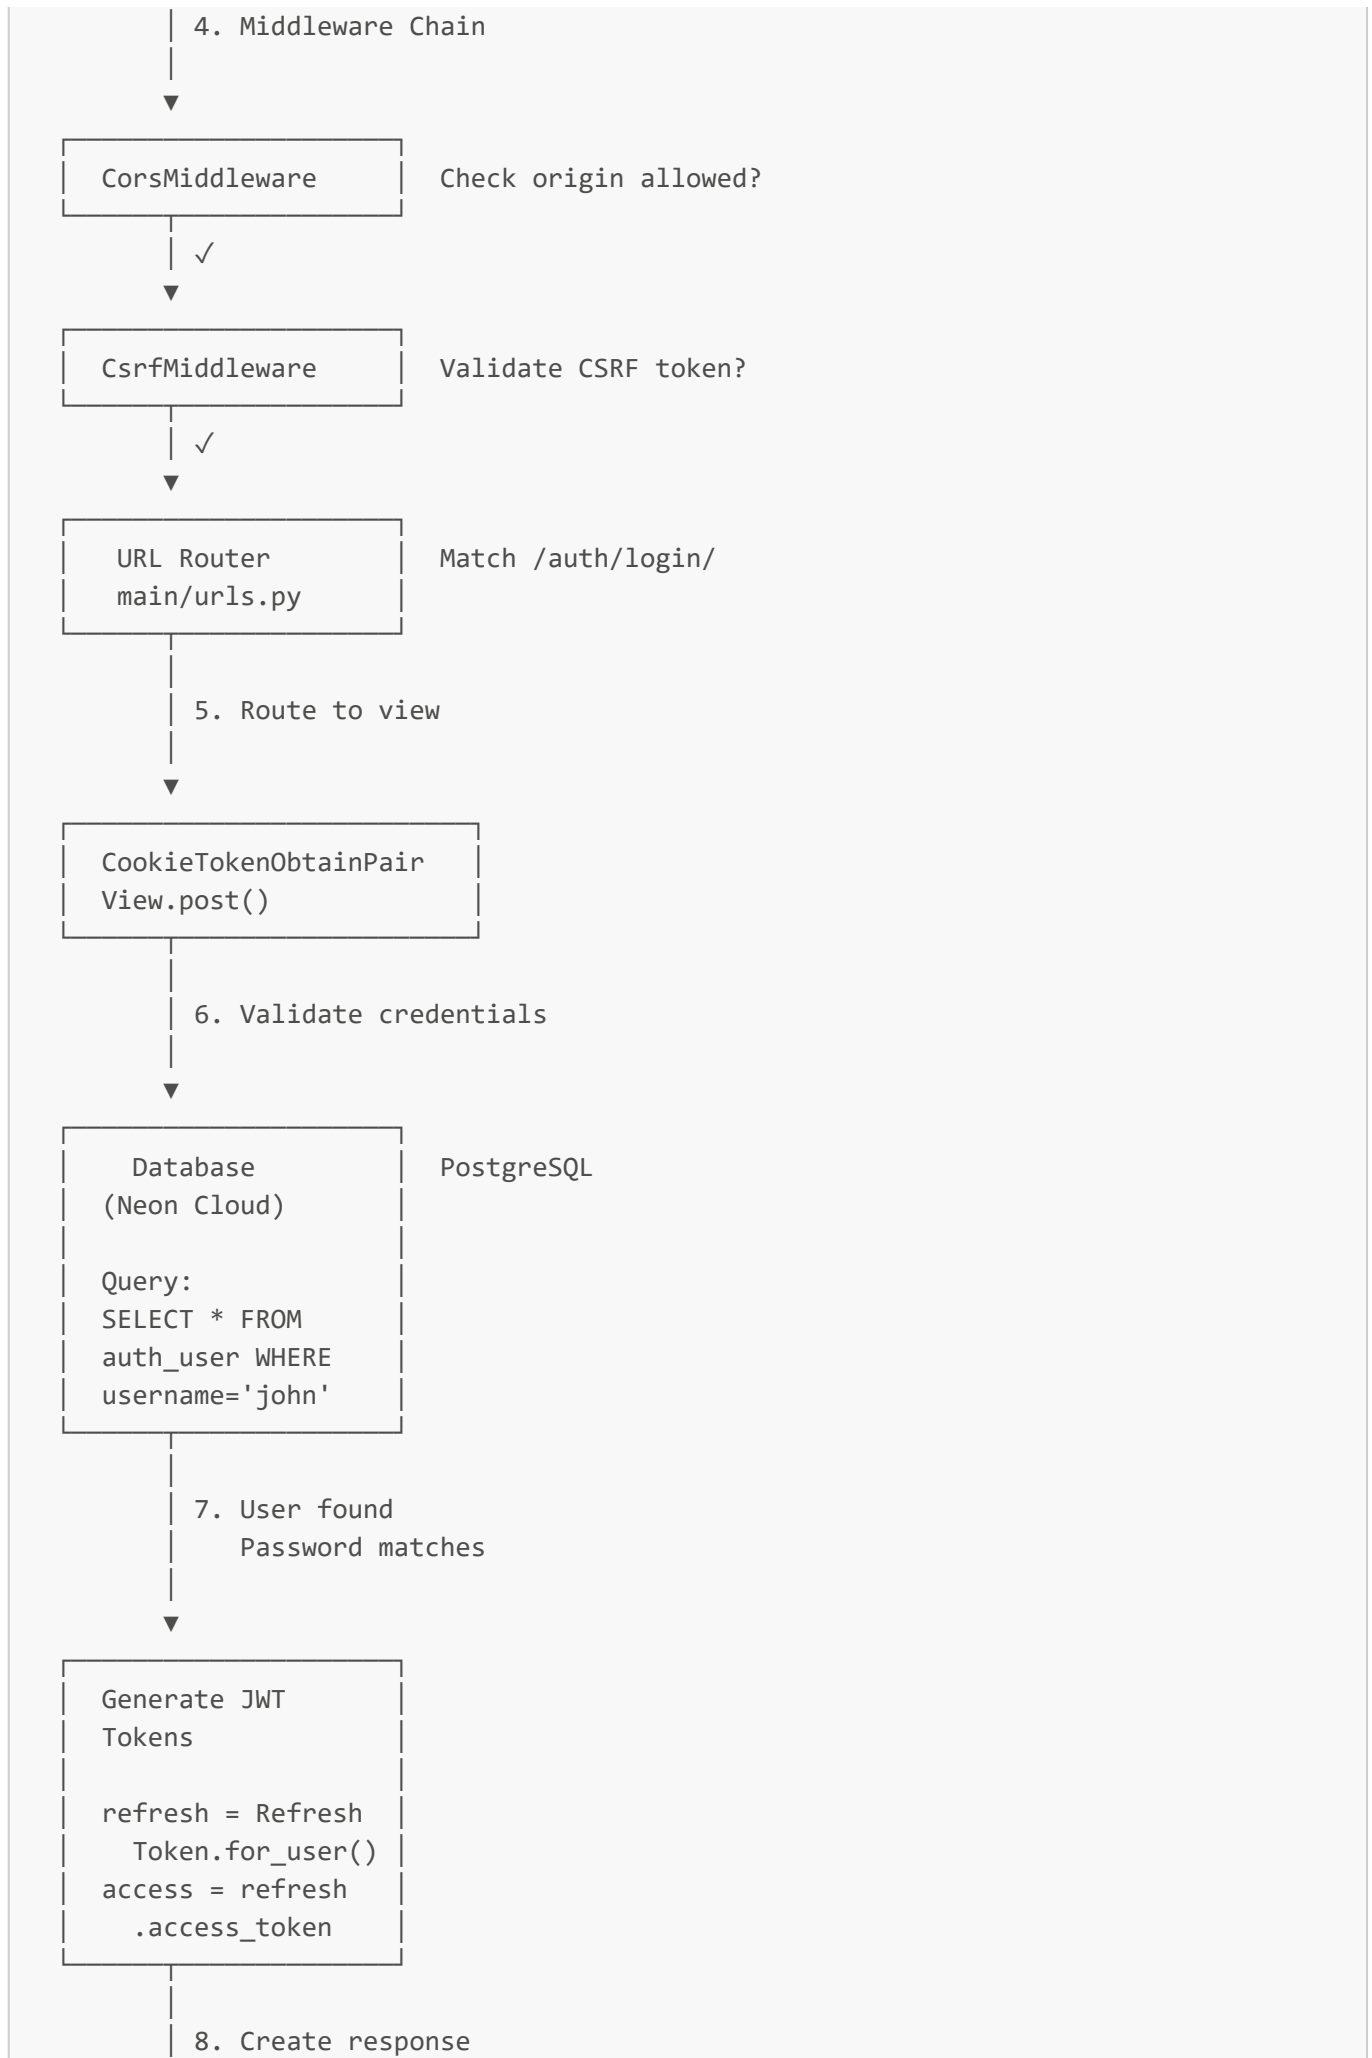 4. Middleware Chain
CorsMiddleware Check origin allowed?
✓
CsrfMiddleware Validate CSRF token?
✓
URL Router Match /auth/login/
main/urls.py
5. Route to view
CookieTokenObtainPair
View.post()
6. Validate credentials
Database PostgreSQL
(Neon Cloud)
Query:
SELECT * FROM
auth_user WHERE
username='john'
7. User found
Password matches
Generate JWT
Tokens
refresh = Refresh
Token.for_user()
access = refresh
.access_token
8. Create response